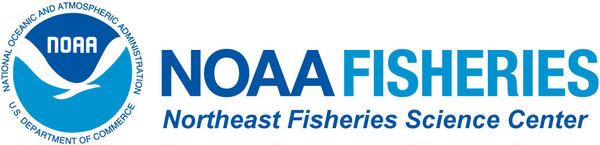 NATIONAL OCEANIC AND ATMOSPHERIC ADMINISTRATION
NOAA
U.S. DEPARTMENT OF COMMERCE
NOAA FISHERIES
Northeast Fisheries Science Center